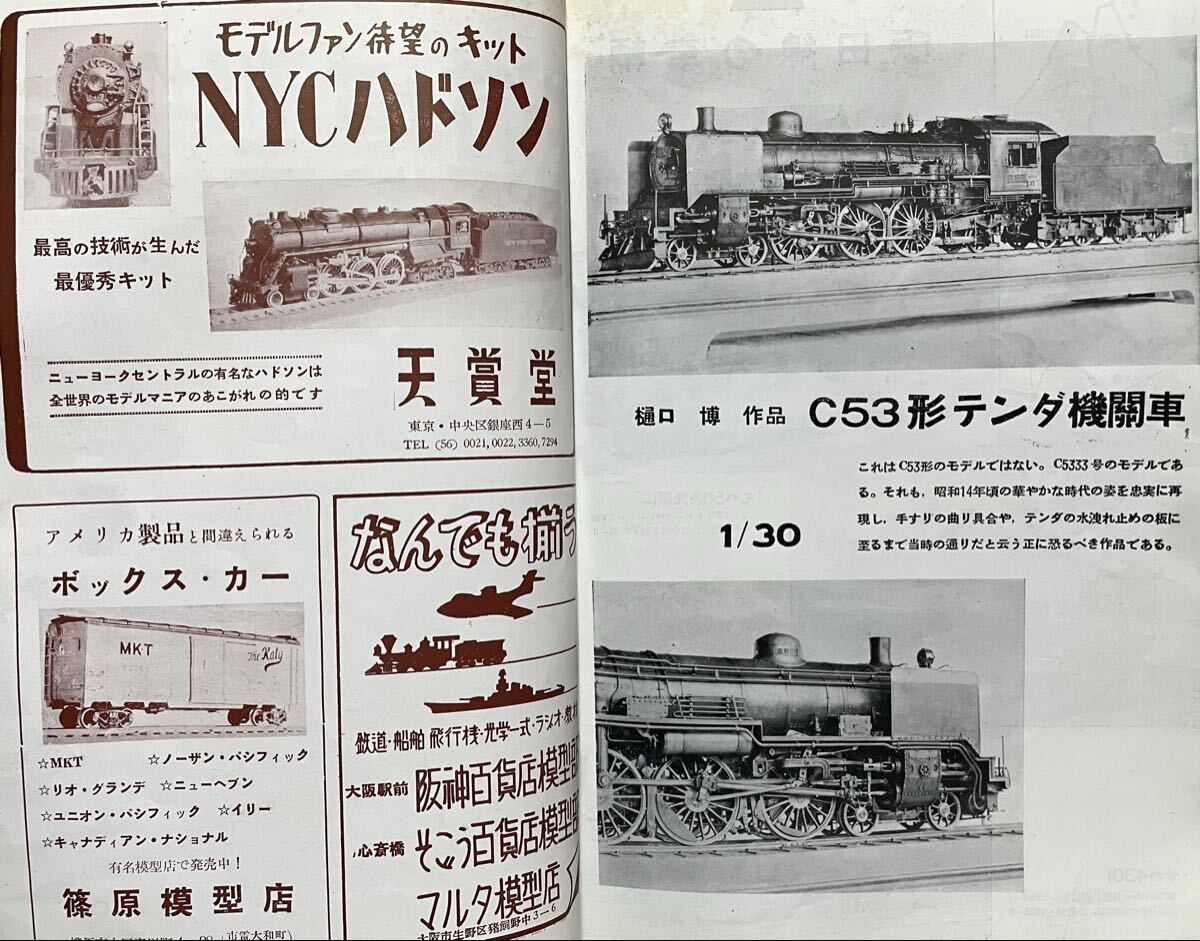 モデルファン待望のキット
NYCハドソン
最高の技術が生んだ
最優秀キット
NEW YORK CENTRAL
ニューヨークセントラルの有名なハドソンは
全世界のモデルマニアのあこがれの的です
天賞堂
東京・中央区銀座西4―5
TEL (56) 0021,0022,3360,7294
アメリカ製品と間違えられる
ボックス・カー
MKT
The Katy
☆MKT ☆ノーザン・パシフィック
☆リオ・グランデ ☆ニューヘブン
☆ユニオン・パシフィック ☆イリー
☆キャナディアン・ナショナル
有名模型店で発売中!
篠原模型店
(市電大和町)
なんでも揃う
鉄道・船舶 飛行機・光学一式・ラジオ・教材
大阪駅前 阪神百貨店模型部
心斎橋 そごう百貨店模型部
マルタ模型店
大阪市生野区猪飼野中3―6
樋口 博 作品 C53形テンダ機關車
これはC53形のモデルではない。C5333号のモデルであ
る。それも、昭和14年頃の華やかな時代の姿を忠実に再
現し、手すりの曲り具合や、テンダの水洩れ止めの板に
至るまで当時の通りだと云う正に恐るべき作品である。
1/30